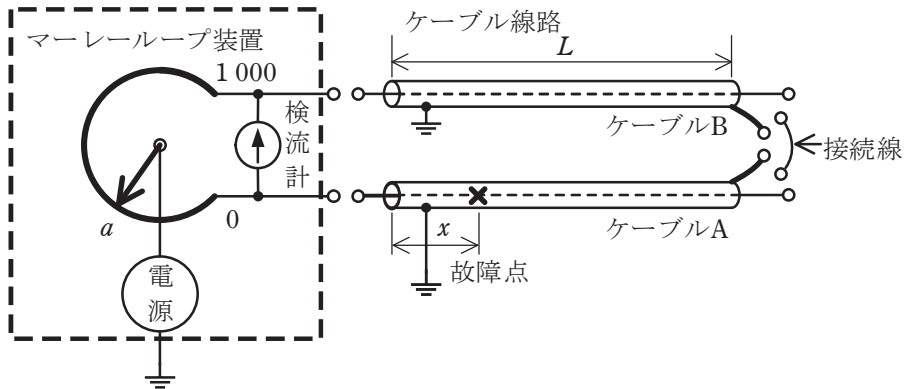 ケーブル線路
マーレーループ装置
L
1 000
検流計
ケーブルB
接続線
a
0
x
ケーブルA
故障点
電源